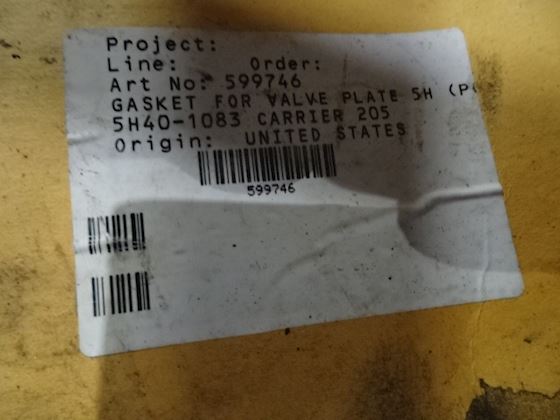 Project:
Line: Order:
Art No: 599746
GASKET FOR VALVE PLATE 5H
5H40-1083 CARRIER 205
Origin: UNITED STATES
599746